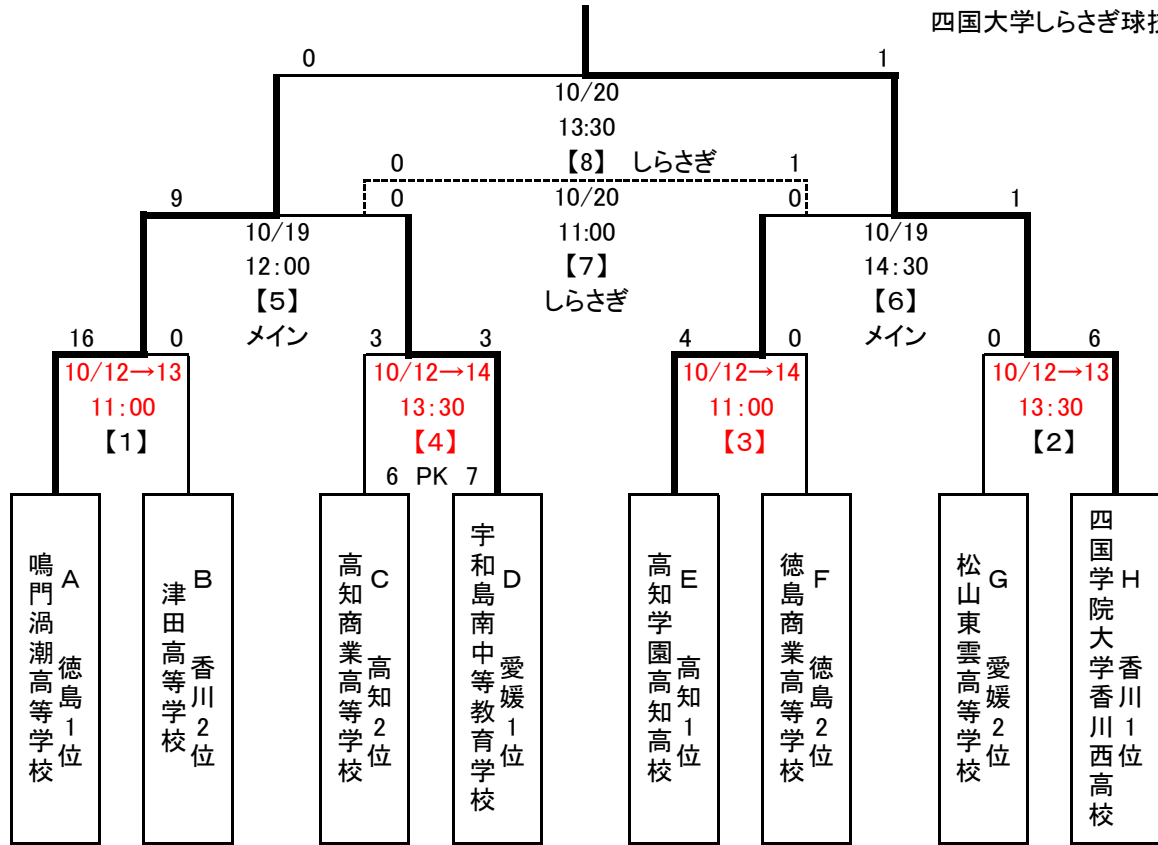 四国大学しらさぎ球技
0
1
10/20
13:30
【8】 しらさぎ
0
1
9
0
10/20
0
1
10/19
12:00
【5】
メイン
11:00
【7】
しらさぎ
10/19
14:30
【6】
メイン
16
0
3
3
4
0
0
6
10/12→13
11:00
【1】
10/12→14
13:30
【4】
6 PK 7
10/12→14
11:00
【3】
10/12→13
13:30
【2】
A 徳島1位
鳴門渦潮高等学校
B 香川2位
津田高等学校
C 高知2位
高知商業高等学校
D 愛媛1位
宇和島南中等教育学校
E 高知1位
高知学園高知高校
F 徳島2位
徳島商業高等学校
G 愛媛2位
松山東雲高等学校
H 香川1位
四国学院大学香川西高校